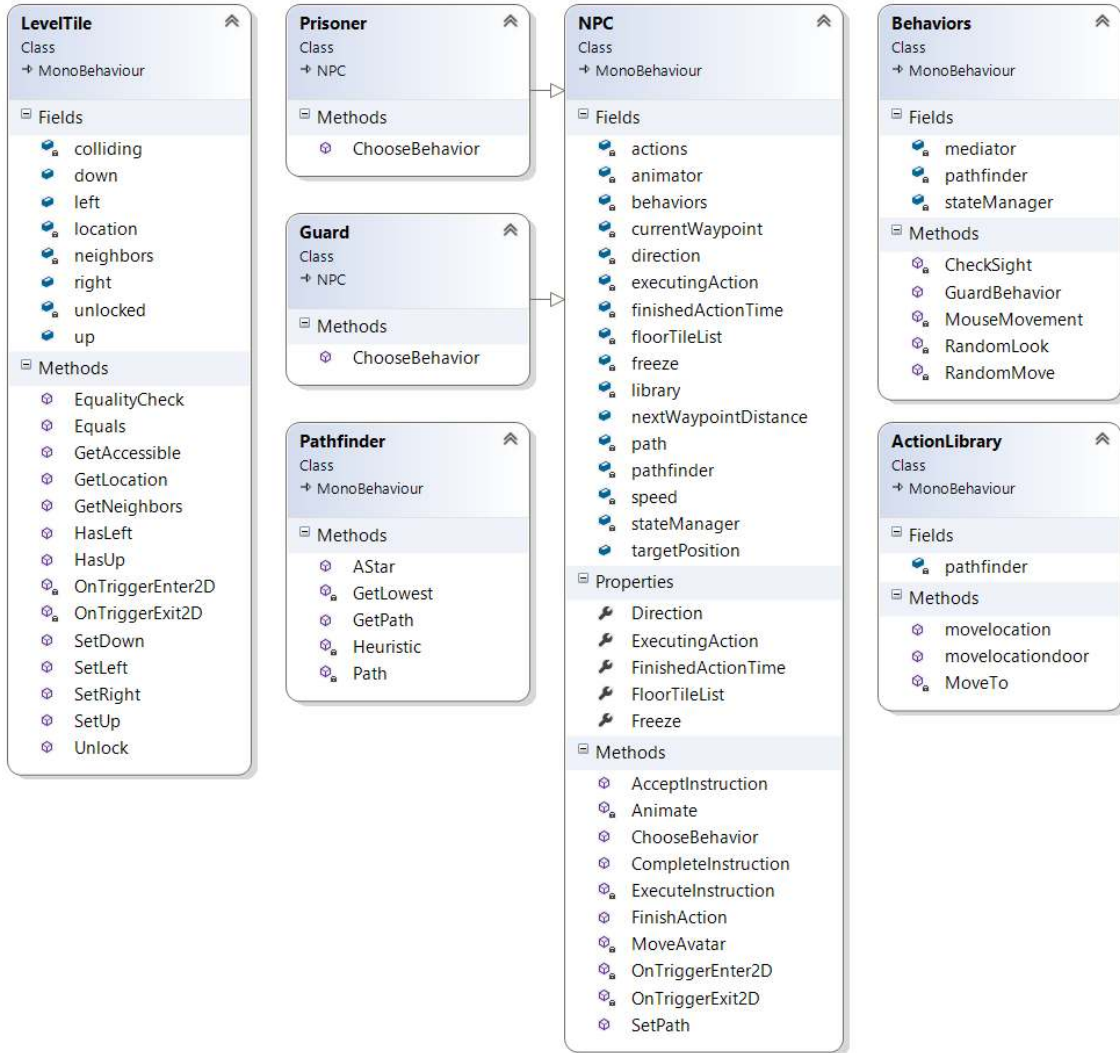 LevelTile
Class
MonoBehaviour
Fields
colliding
down
left
location
neighbors
right
unlocked
up
Methods
EqualityCheck
Equals
GetAccessible
GetLocation
GetNeighbors
HasLeft
HasUp
OnTriggerEnter2D
OnTriggerExit2D
SetDown
SetLeft
SetRight
SetUp
Unlock
Prisoner
Class
NPC
Methods
ChooseBehavior
Guard
Class
NPC
Methods
ChooseBehavior
Pathfinder
Class
MonoBehaviour
Methods
AStar
GetLowest
GetPath
Heuristic
Path
NPC
Class
MonoBehaviour
Fields
actions
animator
behaviors
currentWaypoint
direction
executingAction
finishedActionTime
floorTileList
freeze
library
nextWaypointDistance
path
pathfinder
speed
stateManager
targetPosition
Properties
Direction
ExecutingAction
FinishedActionTime
FloorTileList
Freeze
Methods
AcceptInstruction
Animate
ChooseBehavior
CompleteInstruction
ExecuteInstruction
FinishAction
MoveAvatar
OnTriggerEnter2D
OnTriggerExit2D
SetPath
Behaviors
Class
MonoBehaviour
Fields
mediator
pathfinder
stateManager
Methods
CheckSight
GuardBehavior
MouseMovement
RandomLook
RandomMove
ActionLibrary
Class
MonoBehaviour
Fields
pathfinder
Methods
movelocation
movelocationdoor
MoveTo